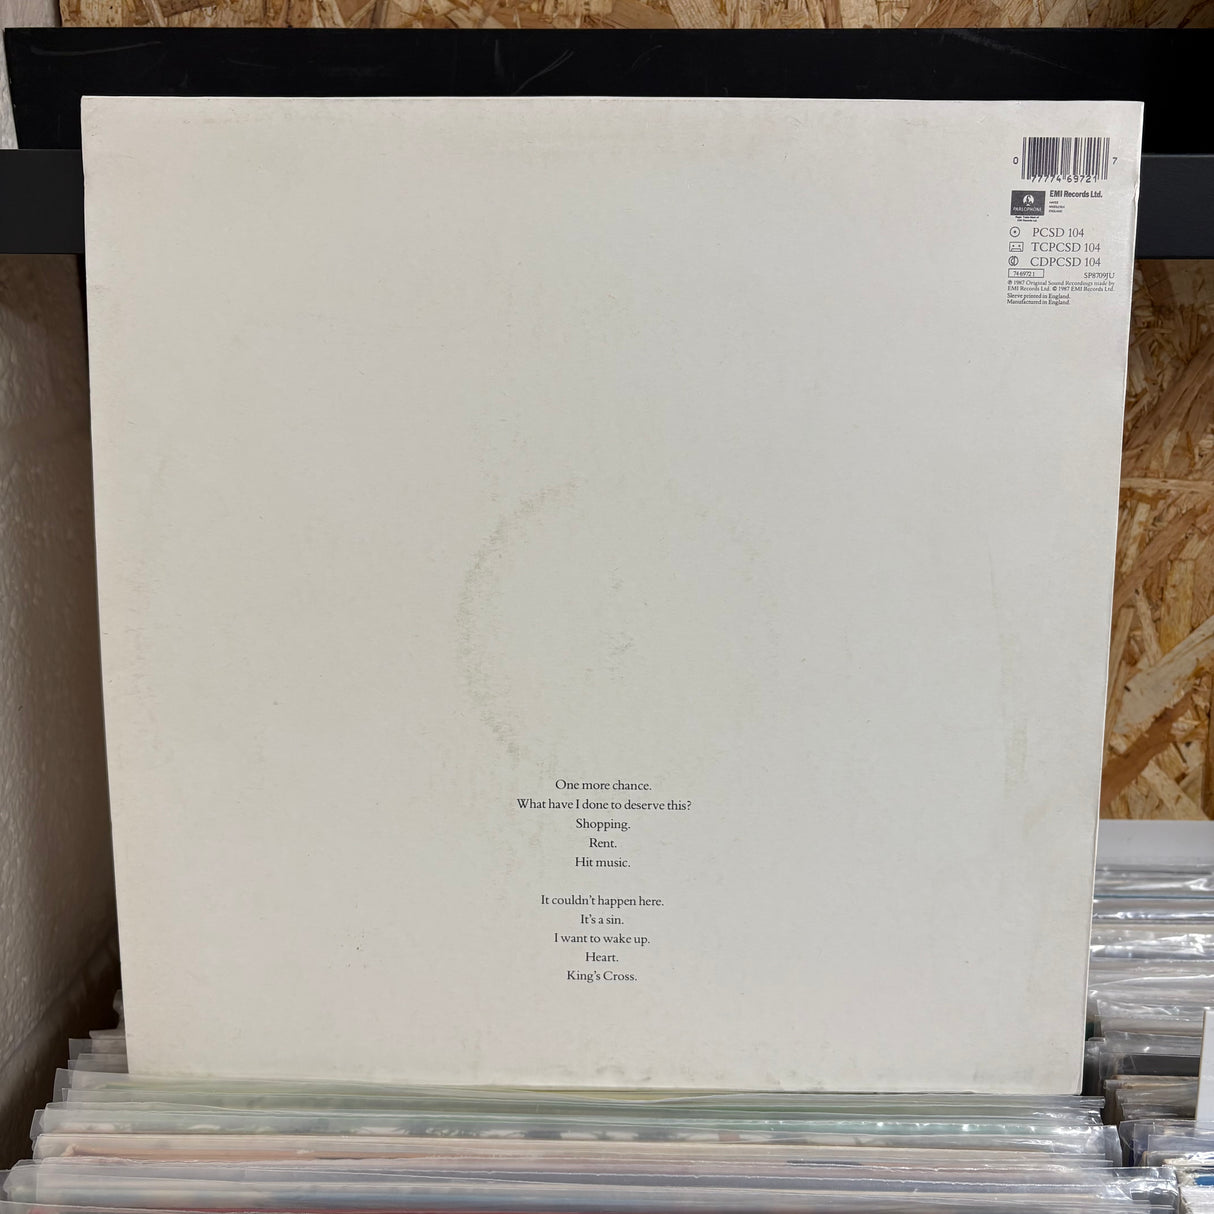 0 77774 69721 7
EMI Records Ltd.
PARLOPHONE
PCSD 104
TCPCSD 104
CDPCSD 104
74 6972 1
SP8709JU
℗ 1987 Original Sound Recordings made by
EMI Records Ltd. © 1987 EMI Records Ltd.
Sleeve printed in England.
Manufactured in England.
One more chance.
What have I done to deserve this?
Shopping.
Rent.
Hit music.
It couldn't happen here.
It's a sin.
I want to wake up.
Heart.
King's Cross.